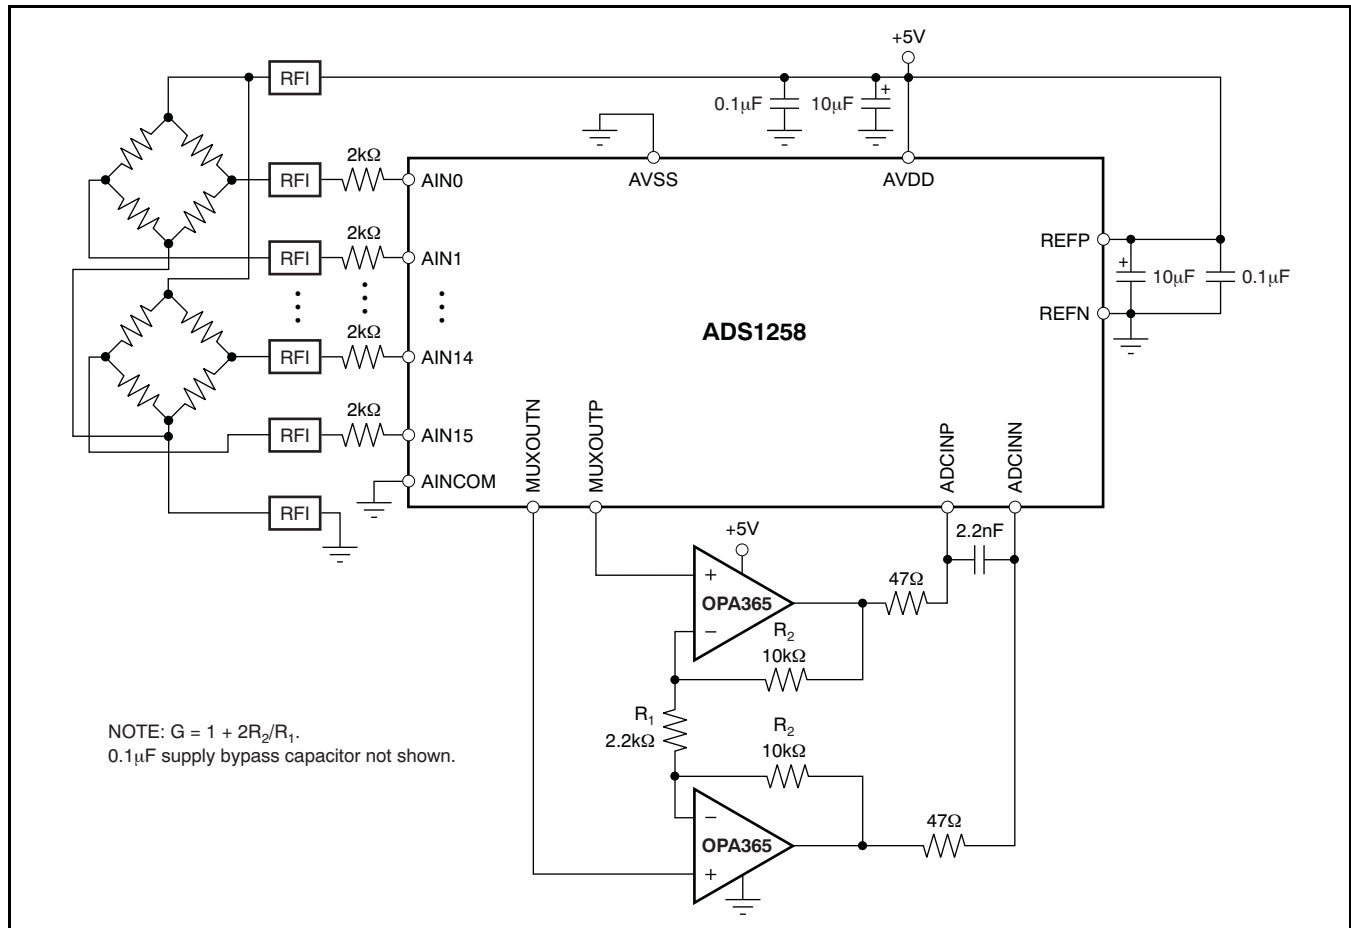 +5V
RFI
0.1μF
10μF
+
2kΩ
RFI
AIN0
AVSS
AVDD
2kΩ
RFI
AIN1
REFP
+
10μF
0.1μF
REFN
ADS1258
2kΩ
RFI
AIN14
2kΩ
RFI
AIN15
AINCOM
RFI
MUXOUTN
MUXOUTP
ADCINP
ADCINN
2.2nF
+5V
+
OPA365
−
47Ω
R2
10kΩ
R1
2.2kΩ
R2
10kΩ
NOTE: G = 1 + 2R2/R1.
0.1μF supply bypass capacitor not shown.
−
OPA365
+
47Ω